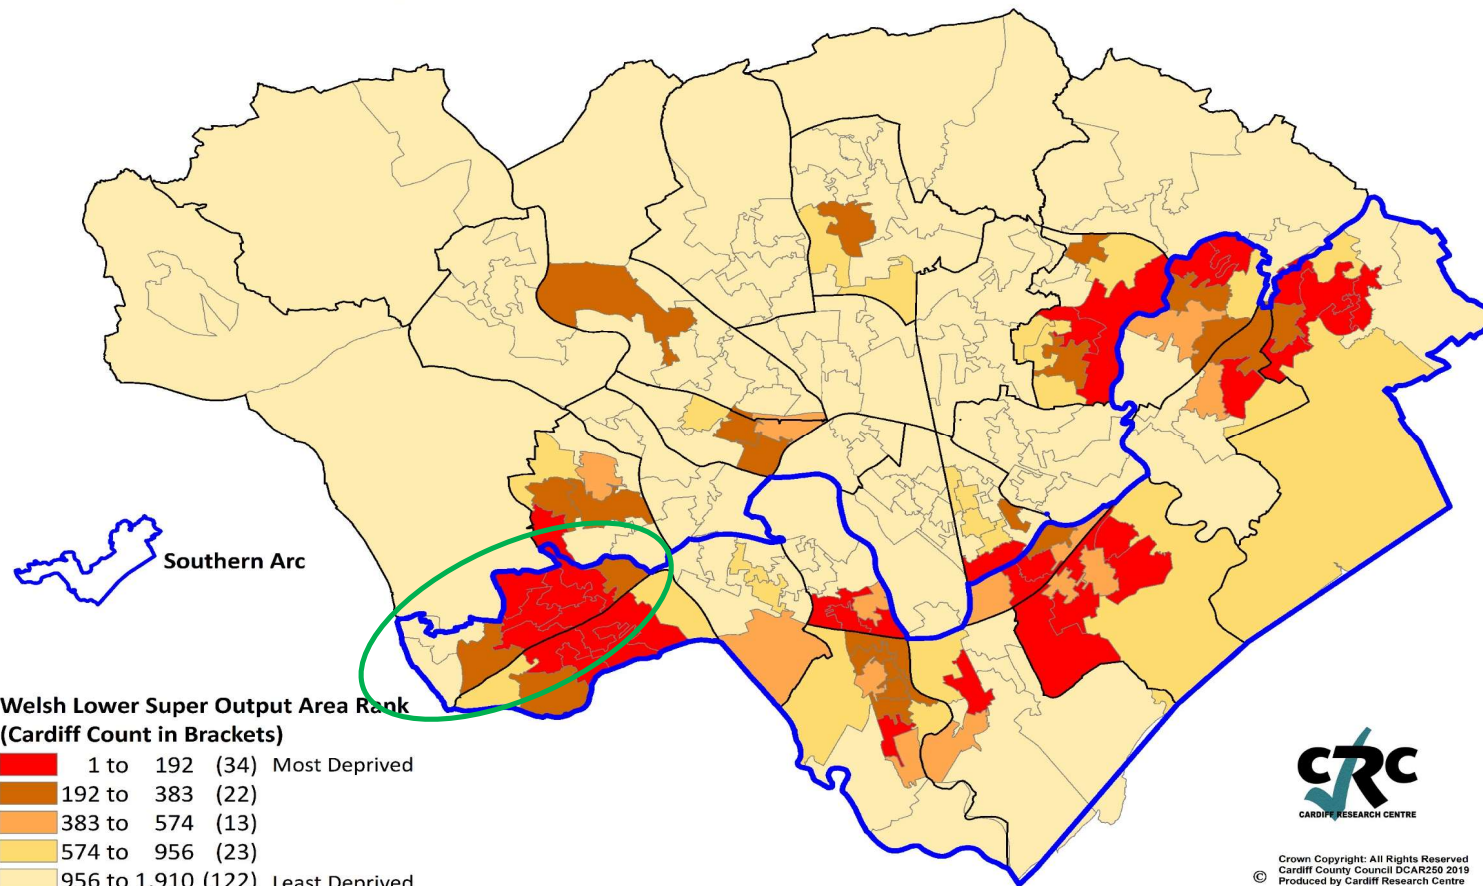 Southern Arc
Welsh Lower Super Output Area Rank
(Cardiff Count in Brackets)
1 to 192 (34) Most Deprived
192 to 383 (22)
383 to 574 (13)
574 to 956 (23)
956 to 1,910 (122) Least Deprived
CRC
CARDIFF RESEARCH CENTRE
Crown Copyright: All Rights Reserved
© Cardiff County Council DCAR250 2019
Produced by Cardiff Research Centre